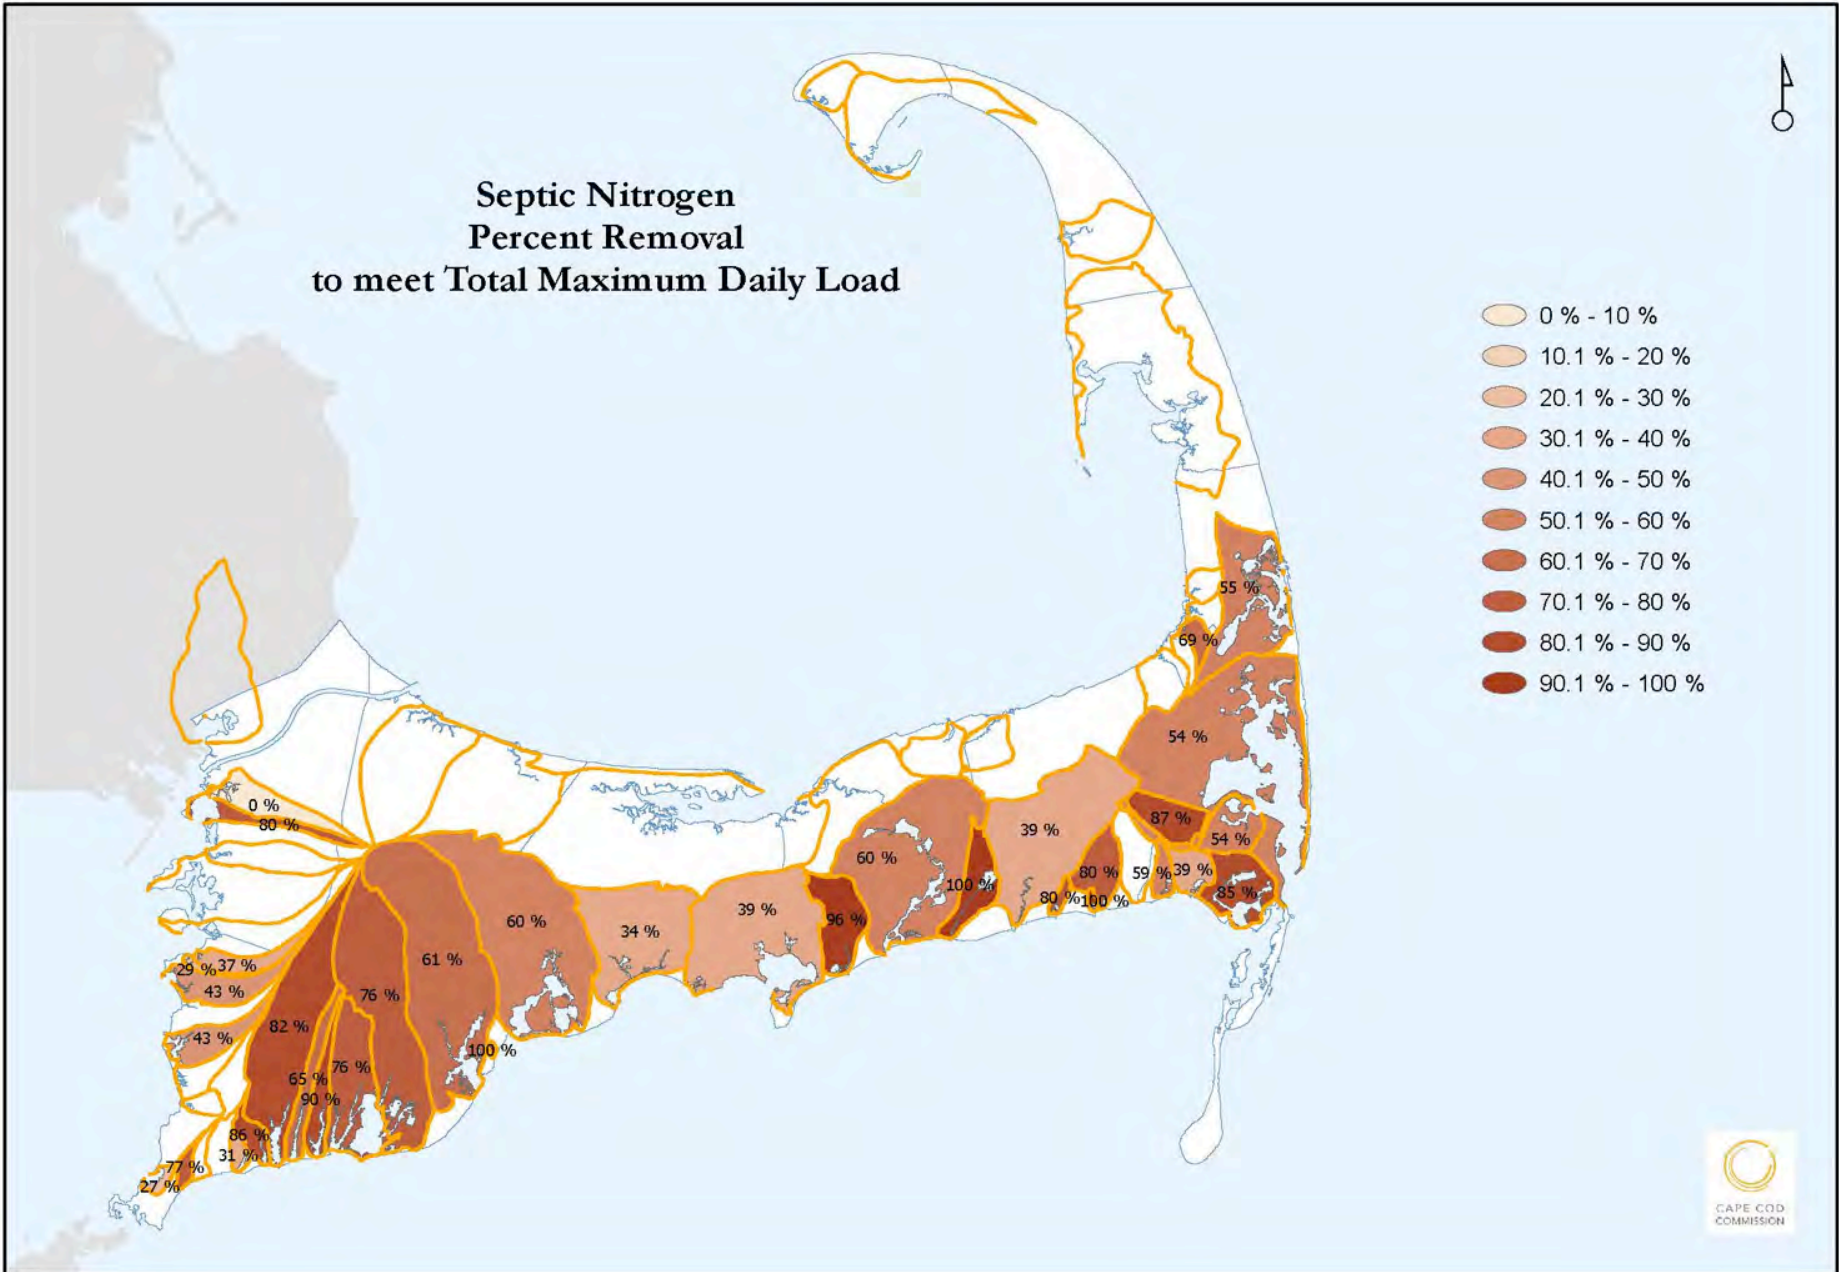 Septic Nitrogen
Percent Removal
to meet Total Maximum Daily Load
0 % - 10 %
10.1 % - 20 %
20.1 % - 30 %
30.1 % - 40 %
40.1 % - 50 %
50.1 % - 60 %
60.1 % - 70 %
70.1 % - 80 %
80.1 % - 90 %
90.1 % - 100 %
55 %
69 %
54 %
0 %
80 %
87 %
39 %
54 %
60 %
80 %
59 %
39 %
100 %
85 %
80 %
100 %
39 %
96 %
60 %
34 %
61 %
37 %
29 %
43 %
76 %
82 %
43 %
100 %
76 %
65 %
90 %
86 %
31 %
77 %
27 %
CAPE COD
COMMISSION